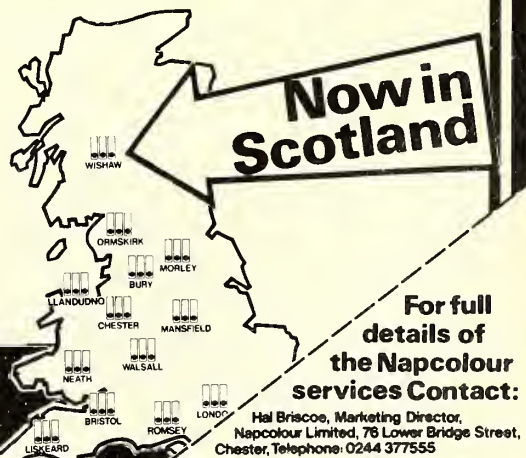 Now in
Scotland
WISHAW
ORMSKIRK
MORLEY
BURY
LLANDUDNO
CHESTER
MANSFIELD
WALSALL
NEATH
LONDO
BRISTOL
ROMSEY
LISKEARD
For full
details of
the Napcolour
services Contact:
Hal Briscoe, Marketing Director,
Napcolour Limited, 76 Lower Bridge Street,
Chester, Telephone: 0244 377555